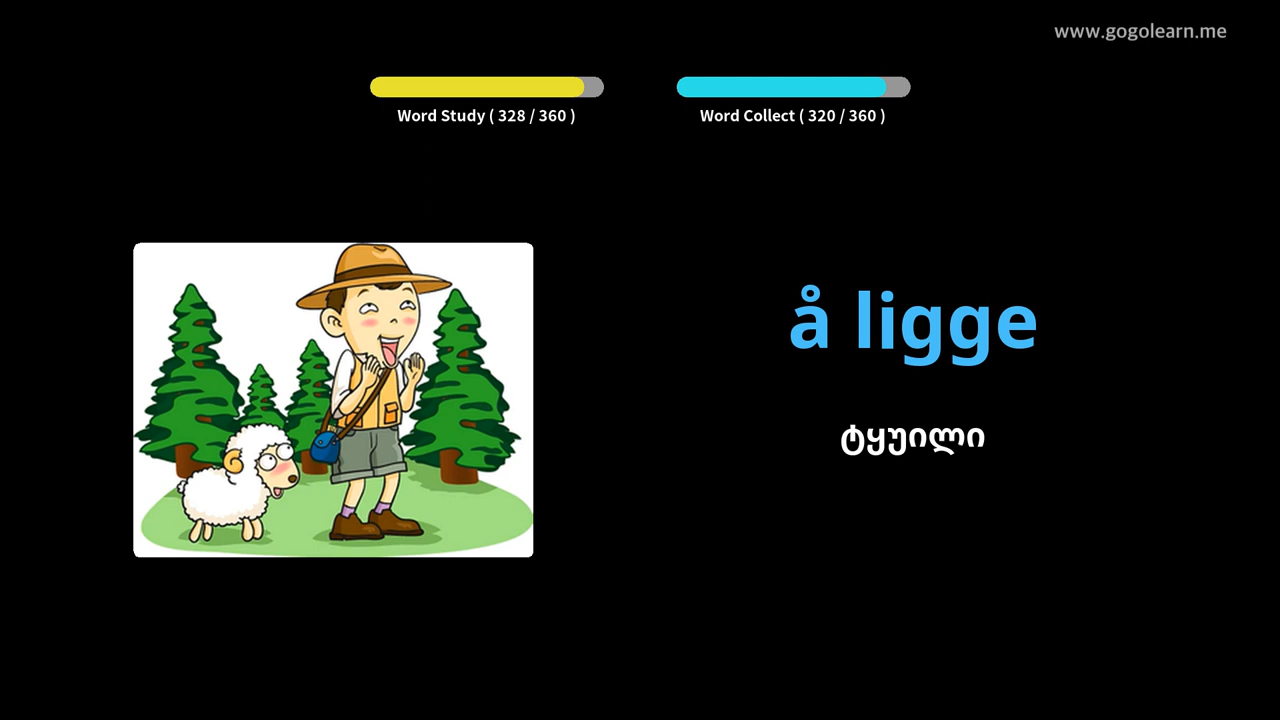 www.gogolearn.me
Word Study ( 328 / 360 )
Word Collect ( 320 / 360 )
å ligge
ტყუილი